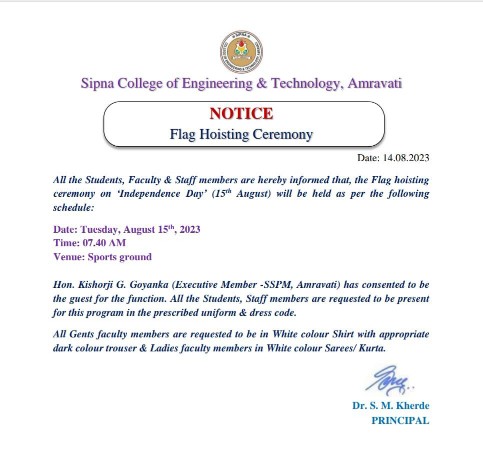 Sipna College of Engineering & Technology, Amravati
NOTICE
Flag Hoisting Ceremony
Date: 14.08.2023
All the Students, Faculty & Staff members are hereby informed that, the Flag hoisting
ceremony on ‘Independence Day’ (15th August) will be held as per the following
schedule:
Date: Tuesday, August 15th, 2023
Time: 07.40 AM
Venue: Sports ground
Hon. Kishorji G. Goyanka (Executive Member -SSPM, Amravati) has consented to be
the guest for the function. All the Students, Staff members are requested to be present
for this program in the prescribed uniform & dress code.
All Gents faculty members are requested to be in White colour Shirt with appropriate
dark colour trouser & Ladies faculty members in White colour Sarees/ Kurta.
Dr. S. M. Kherde
PRINCIPAL